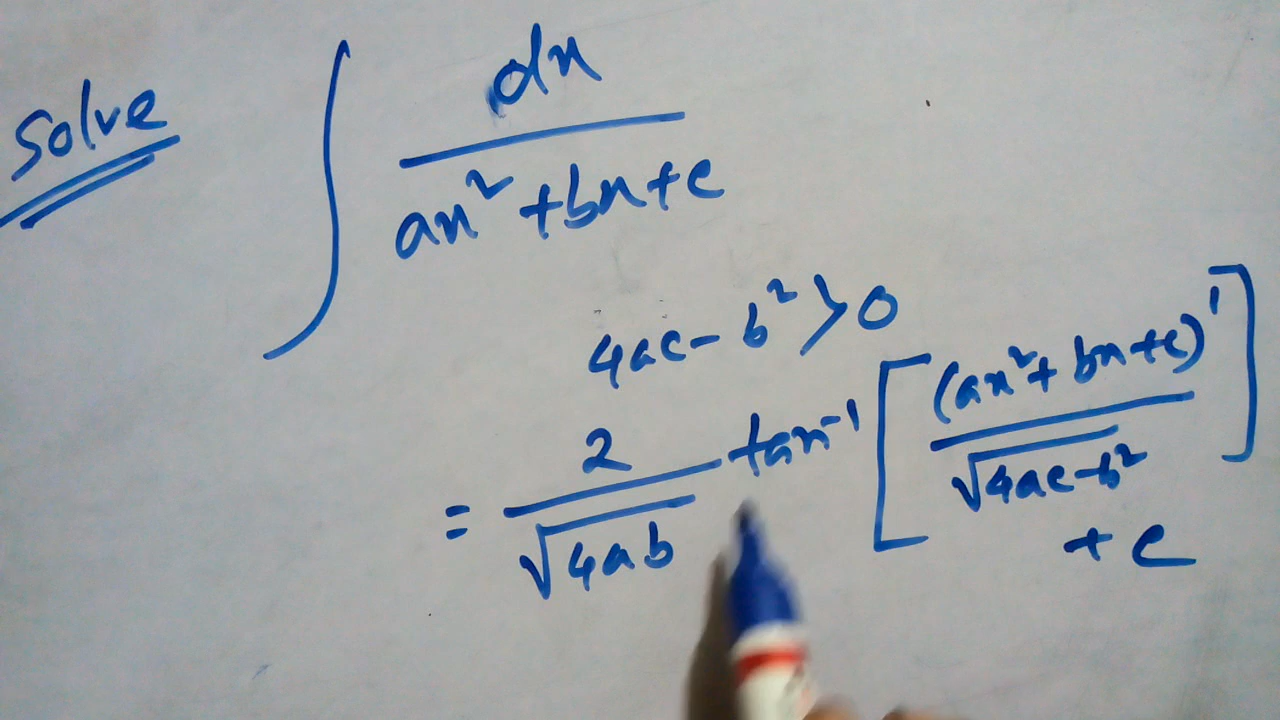 Solve ∫ dx / (ax² + bx + c)
4ac - b² > 0
= 2 / √4ab tan⁻¹ [ (ax² + bx + c)' / √4ac - b² ]
+ c